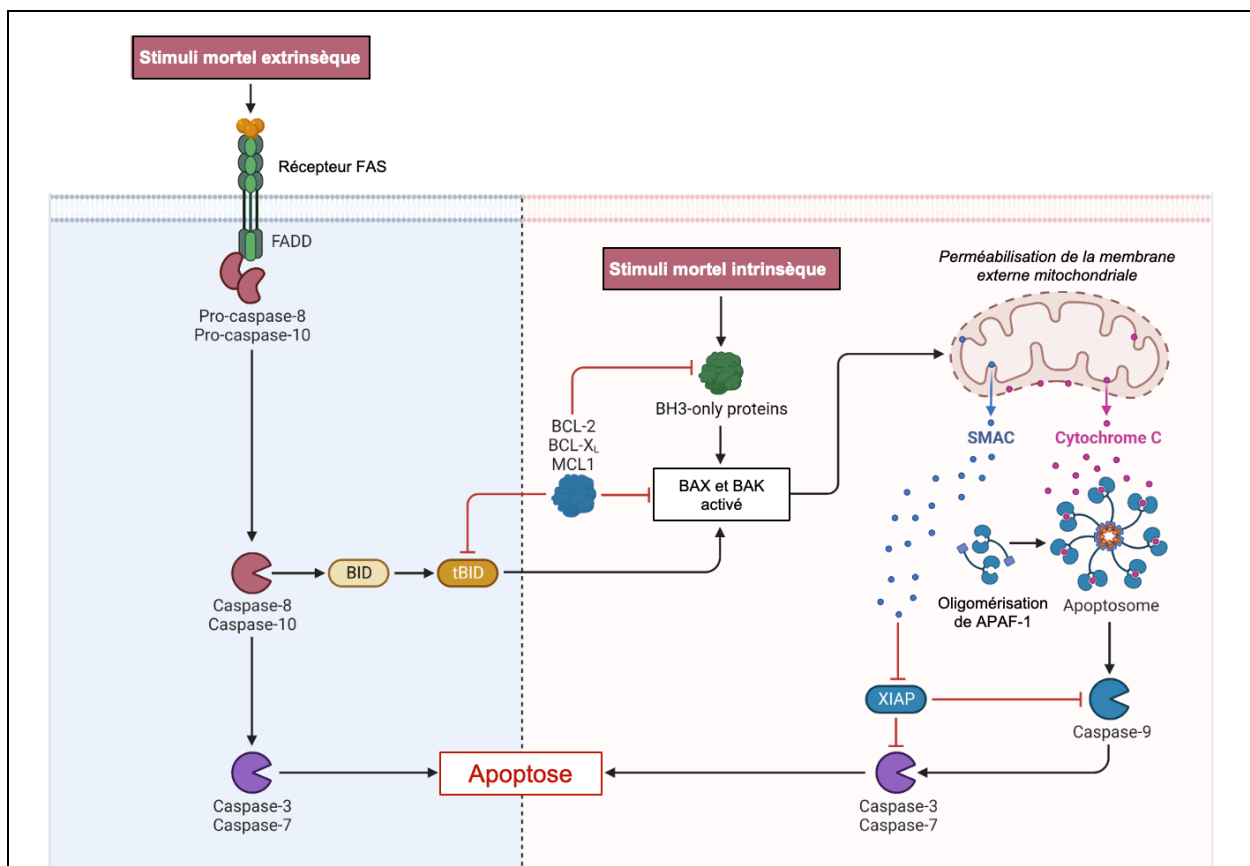 Stimuli mortel extrinsèque
Récepteur FAS
FADD
Pro-caspase-8
Pro-caspase-10
Stimuli mortel intrinsèque
Perméabilisation de la membrane
externe mitochondriale
BH3-only proteins
BCL-2
BCL-XL
MCL1
SMAC
Cytochrome C
BAX et BAK
activé
BID
tBID
Caspase-8
Caspase-10
Oligomérisation
de APAF-1
Apoptosome
XIAP
Caspase-9
Apoptose
Caspase-3
Caspase-7
Caspase-3
Caspase-7